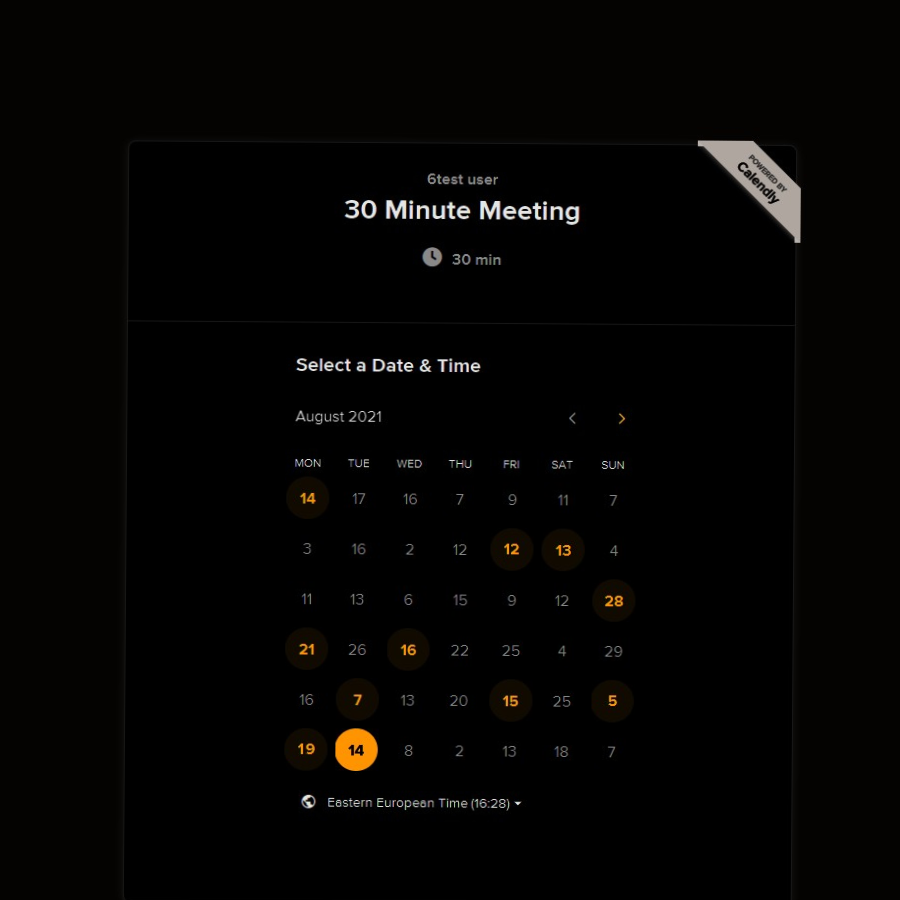 POWERED BY
Calendly
6test user
30 Minute Meeting
30 min
Select a Date & Time
August 2021
MON TUE WED THU FRI SAT SUN
14 17 16 7 9 11 7
3 16 2 12 12 13 4
11 13 6 15 9 12 28
21 26 16 22 25 4 29
16 7 13 20 15 25 5
19 14 8 2 13 18 7
Eastern European Time (16:28)